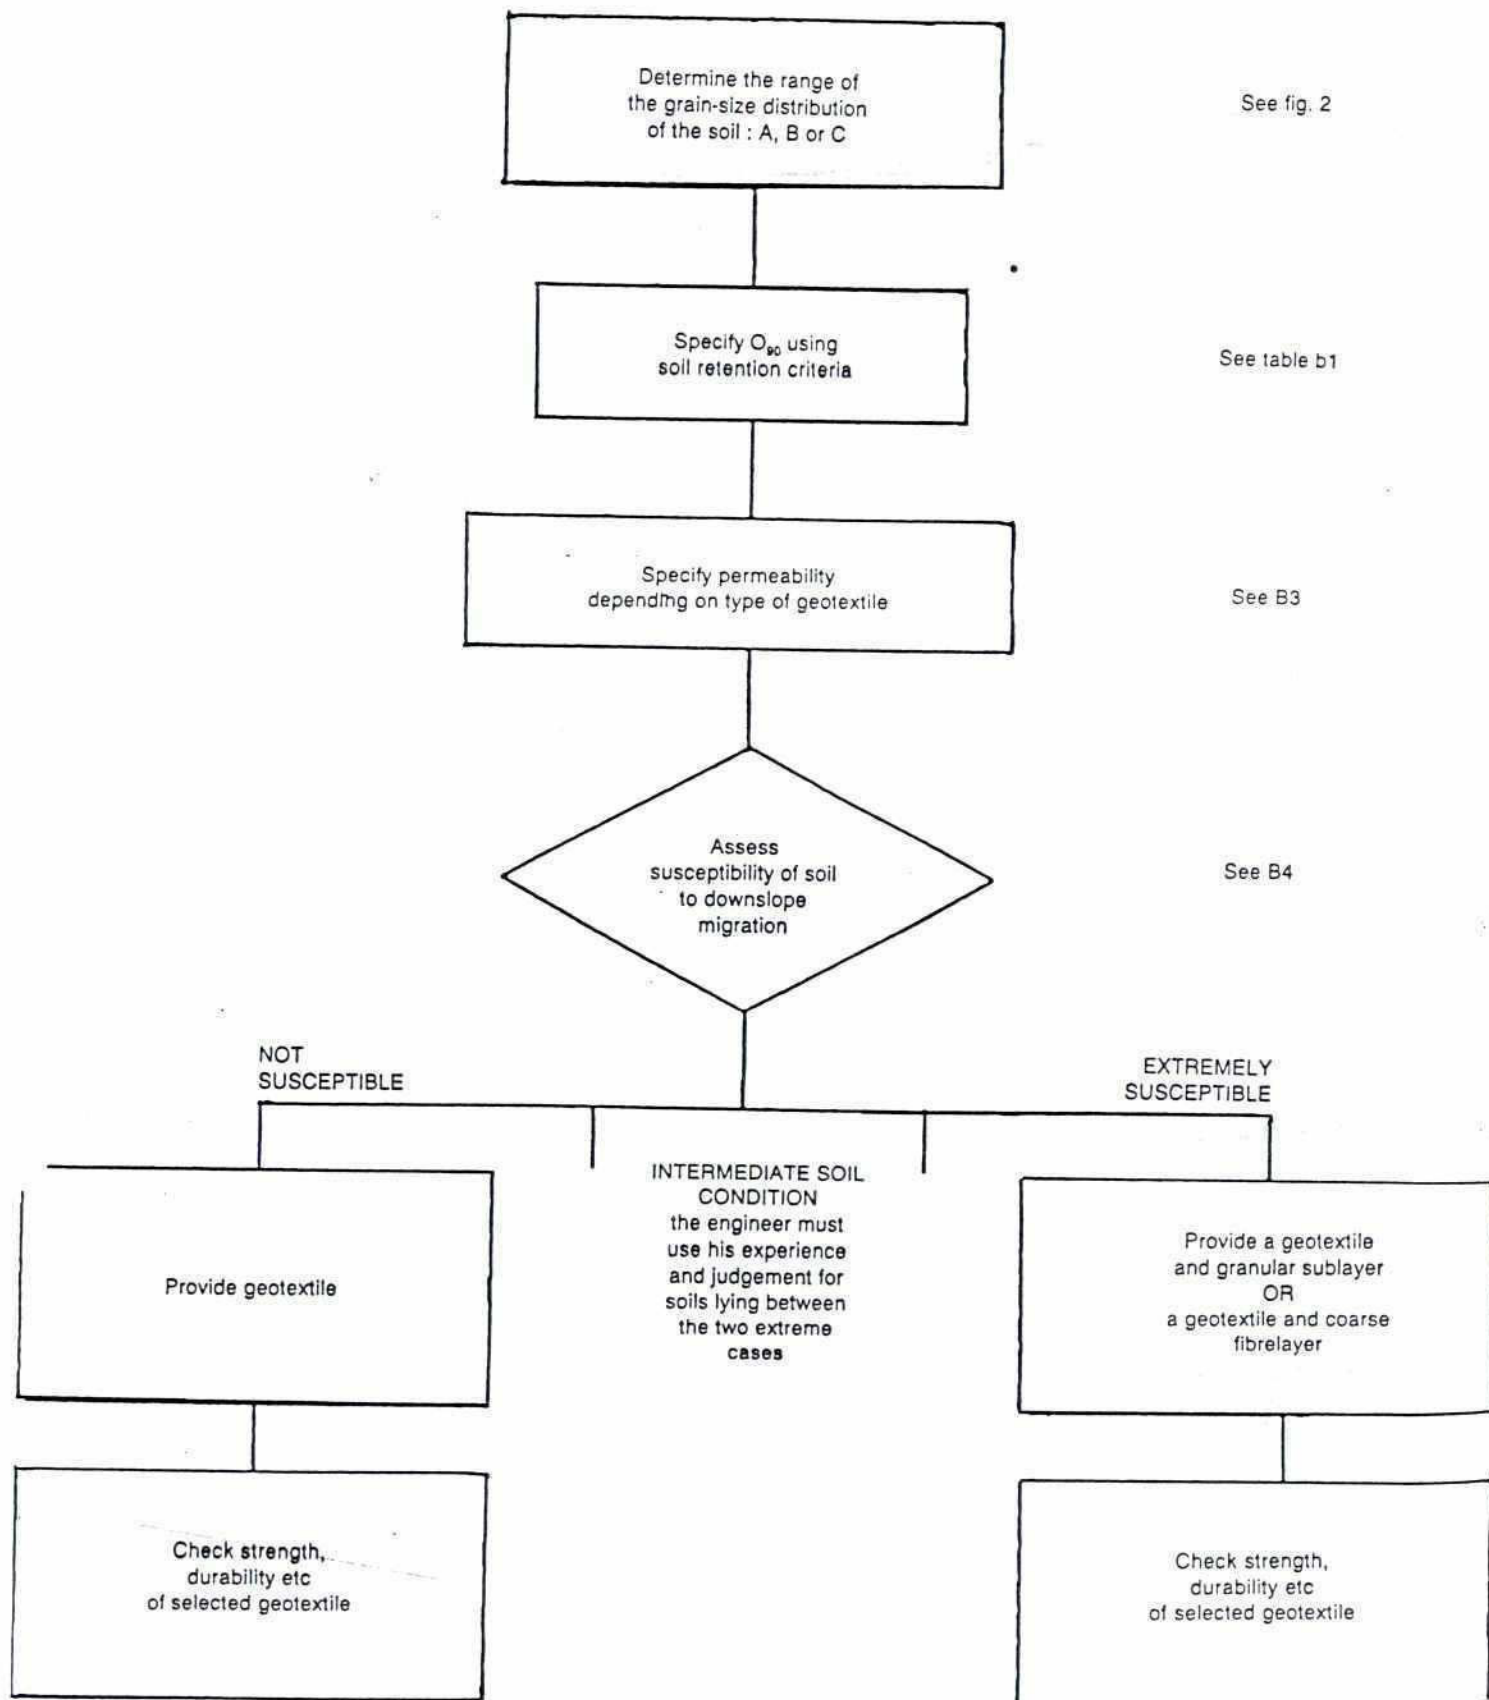 Determine the range of
the grain-size distribution
of the soil : A, B or C
See fig. 2
Specify O₉₀ using
soil retention criteria
See table b1
Specify permeability
depending on type of geotextile
See B3
Assess
susceptibility of soil
to downslope
migration
See B4
NOT
SUSCEPTIBLE
EXTREMELY
SUSCEPTIBLE
Provide geotextile
INTERMEDIATE SOIL
CONDITION
the engineer must
use his experience
and judgement for
soils lying between
the two extreme
cases
Provide a geotextile
and granular sublayer
OR
a geotextile and coarse
fibrelayer
Check strength,
durability etc
of selected geotextile
Check strength,
durability etc
of selected geotextile